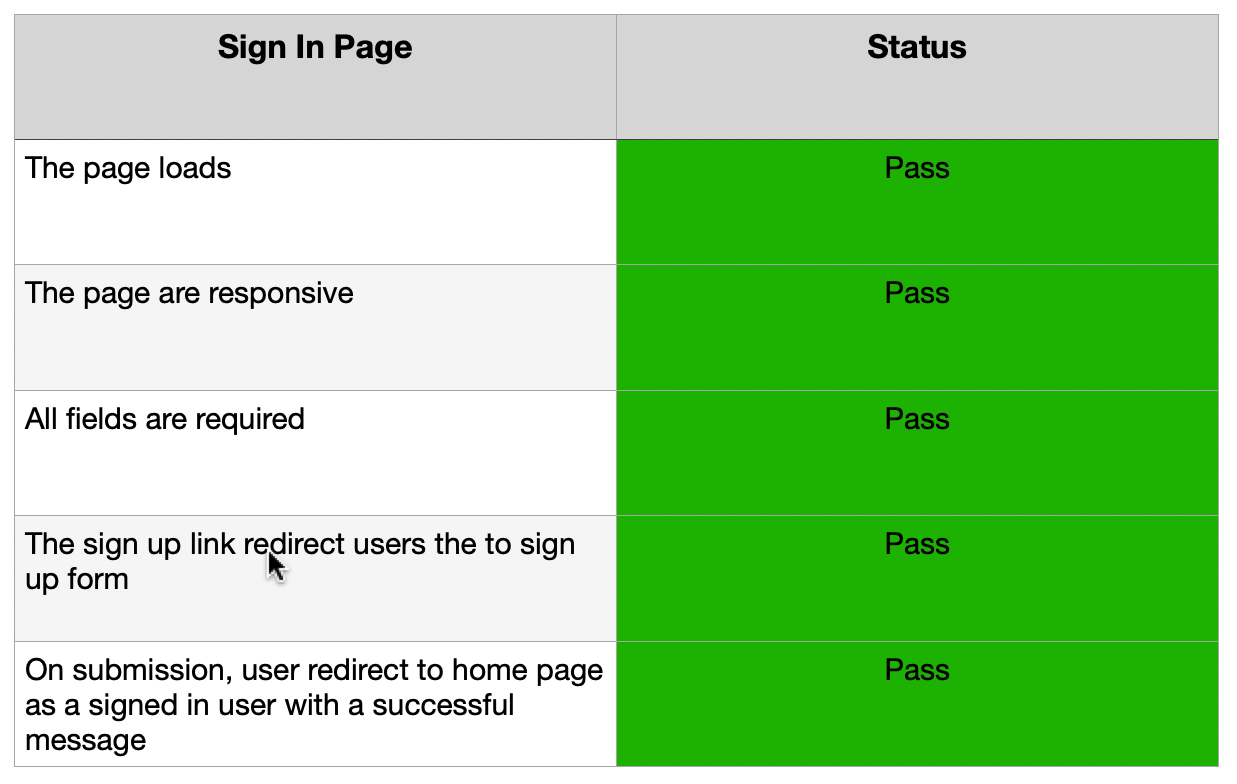 Sign In Page
Status
The page loads
Pass
The page are responsive
Pass
All fields are required
Pass
The sign up link redirect users the to sign
up form
Pass
On submission, user redirect to home page
as a signed in user with a successful
message
Pass